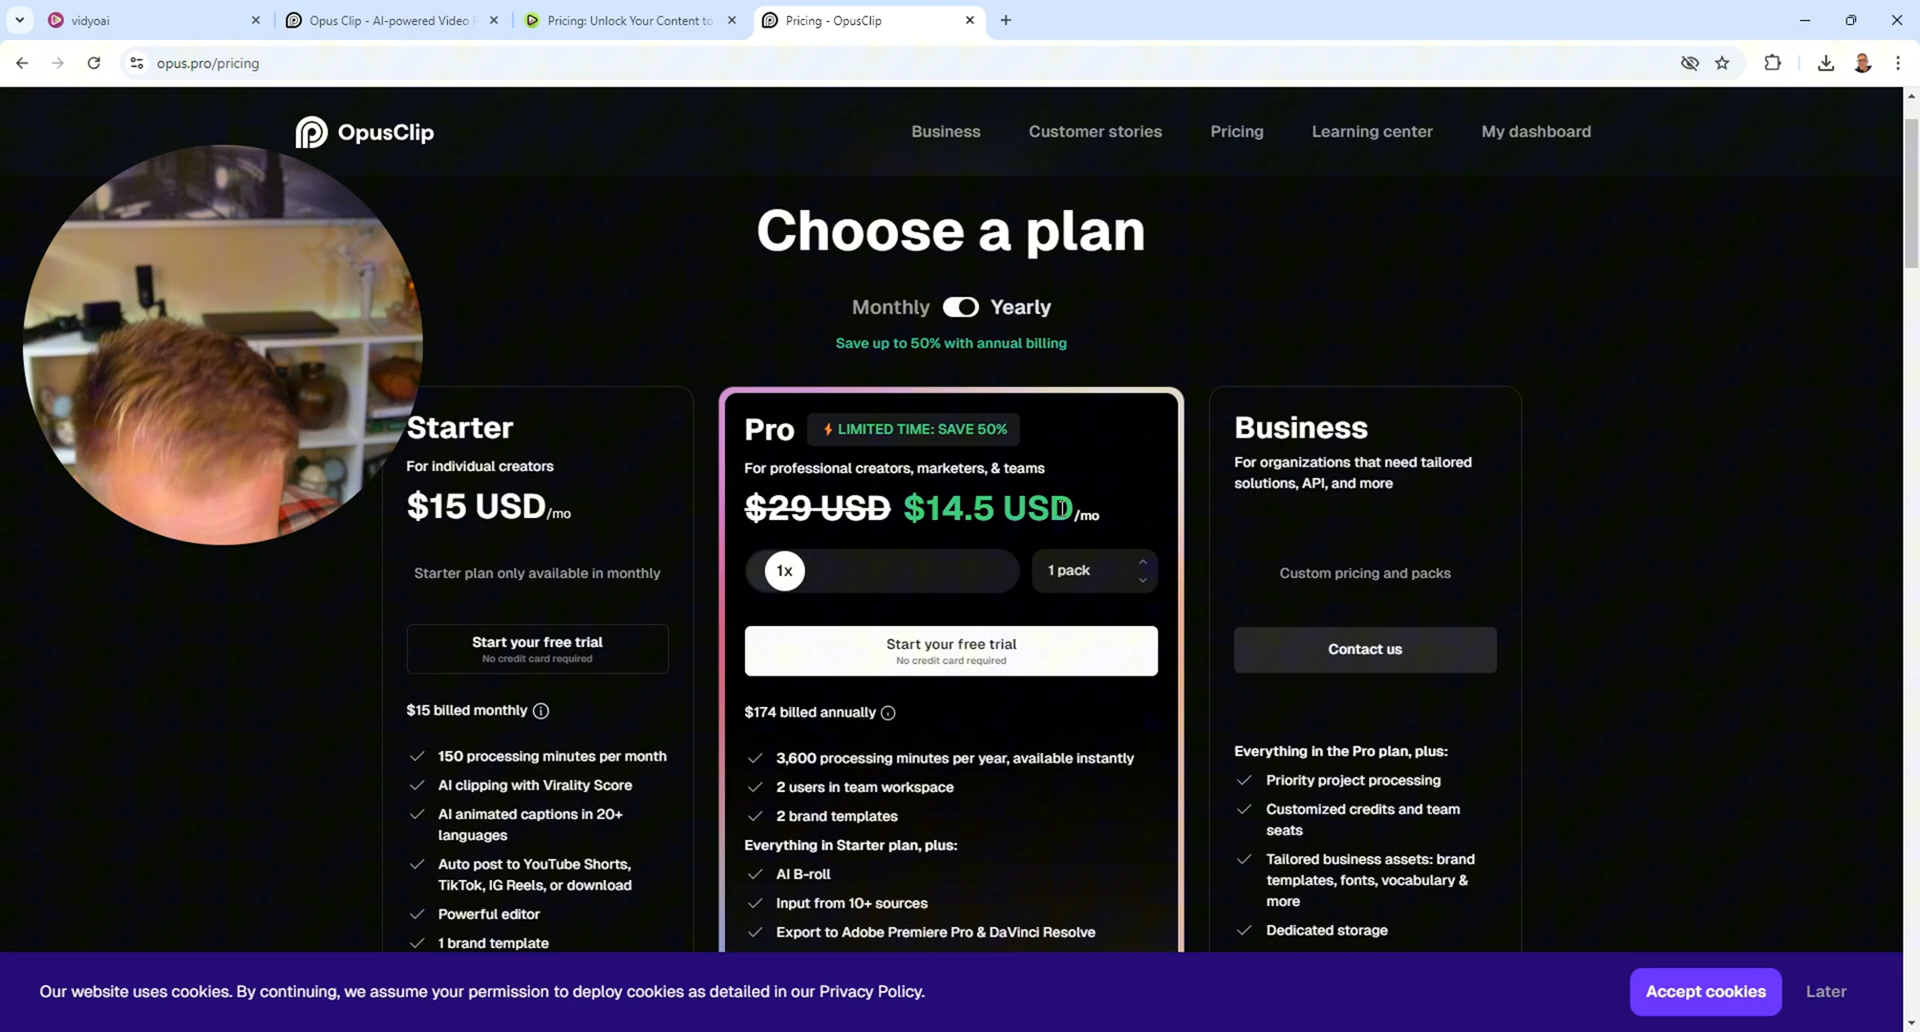 vidyoai
Opus Clip - AI-powered Video
Pricing: Unlock Your Content to
Pricing - OpusClip
opus.pro/pricing
OpusClip
Business
Customer stories
Pricing
Learning center
My dashboard
Choose a plan
Monthly
Yearly
Save up to 50% with annual billing
Starter
For individual creators
$15 USD/mo
Starter plan only available in monthly
Start your free trial
No credit card required
$15 billed monthly
150 processing minutes per month
AI clipping with Virality Score
AI animated captions in 20+
languages
Auto post to YouTube Shorts,
TikTok, IG Reels, or download
Powerful editor
1 brand template
Pro
LIMITED TIME: SAVE 50%
For professional creators, marketers, & teams
$29 USD $14.5 USD/mo
1x
1 pack
Start your free trial
No credit card required
$174 billed annually
3,600 processing minutes per year, available instantly
2 users in team workspace
2 brand templates
Everything in Starter plan, plus:
AI B-roll
Input from 10+ sources
Export to Adobe Premiere Pro & DaVinci Resolve
Business
For organizations that need tailored
solutions, API, and more
Custom pricing and packs
Contact us
Everything in the Pro plan, plus:
Priority project processing
Customized credits and team
seats
Tailored business assets: brand
templates, fonts, vocabulary &
more
Dedicated storage
Our website uses cookies. By continuing, we assume your permission to deploy cookies as detailed in our Privacy Policy.
Accept cookies
Later